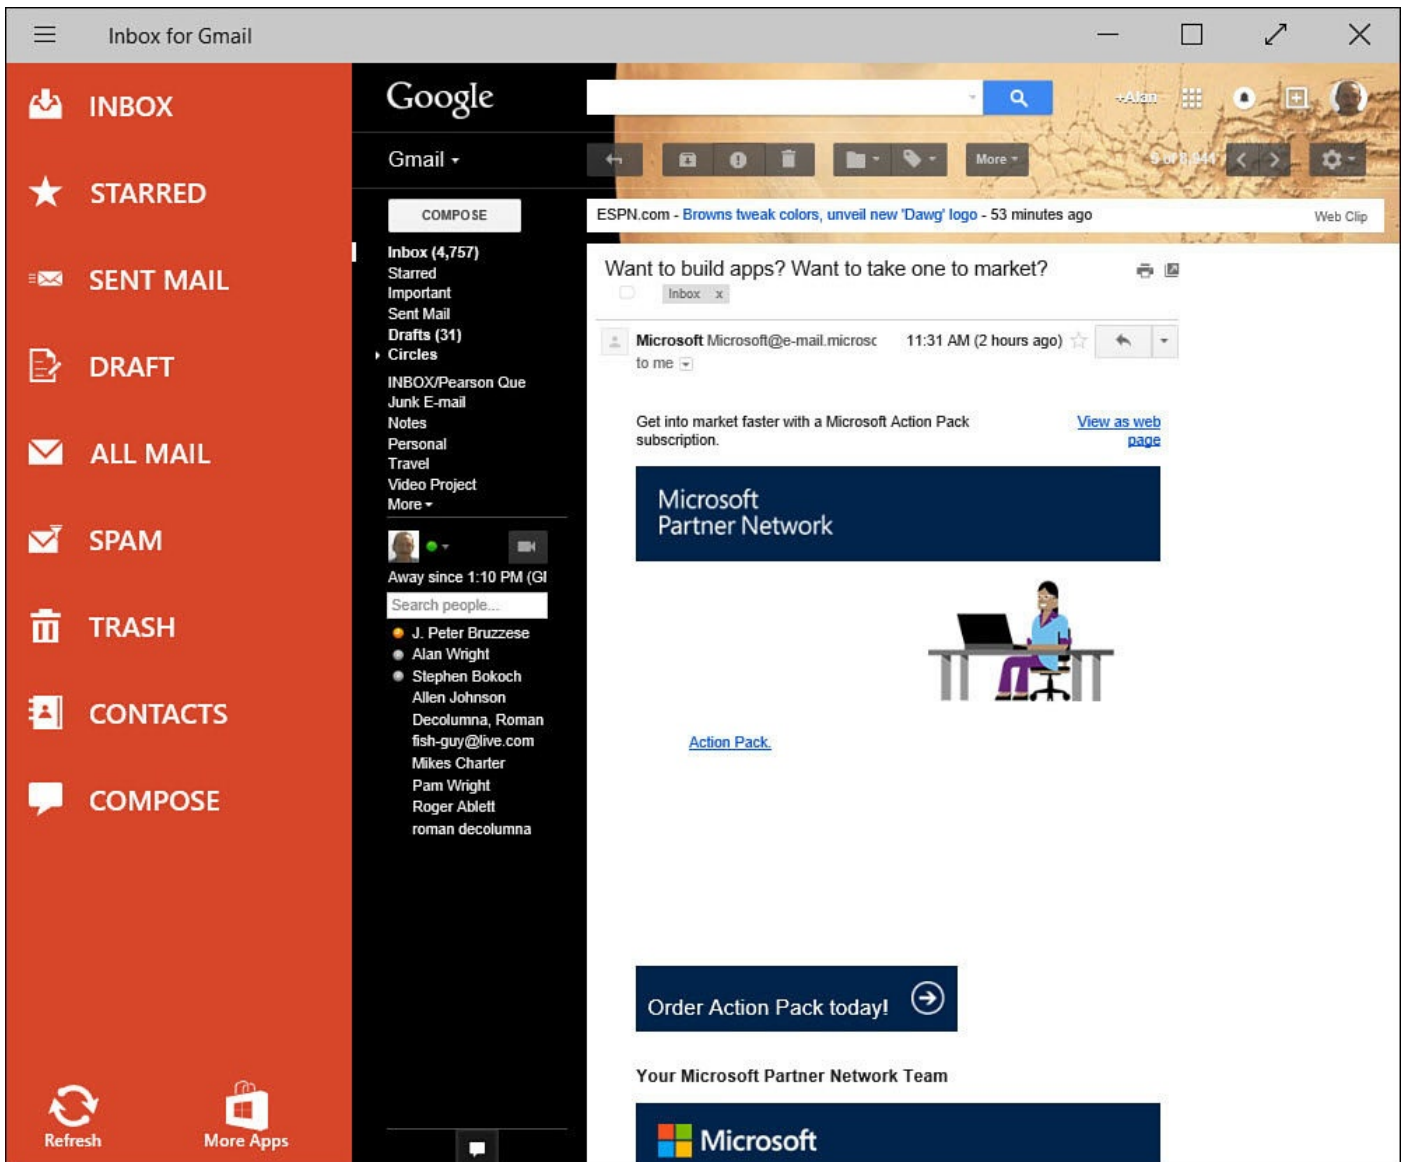 Inbox for Gmail
INBOX
STARRED
SENT MAIL
DRAFT
ALL MAIL
SPAM
TRASH
CONTACTS
COMPOSE
Refresh
More Apps
Google
+Alan
Gmail
More
5 of 8,941
COMPOSE
ESPN.com - Browns tweak colors, unveil new 'Dawg' logo - 53 minutes ago
Web Clip
Inbox (4,757)
Starred
Important
Sent Mail
Drafts (31)
Circles
INBOX/Pearson Que
Junk E-mail
Notes
Personal
Travel
Video Project
More
Away since 1:10 PM (GI
Search people...
J. Peter Bruzzese
Alan Wright
Stephen Bokoch
Allen Johnson
Decolumna, Roman
fish-guy@live.com
Mikes Charter
Pam Wright
Roger Ablett
roman decolumna
Want to build apps? Want to take one to market?
Inbox x
Microsoft Microsoft@e-mail.microsc 11:31 AM (2 hours ago)
to me
Get into market faster with a Microsoft Action Pack
subscription.
View as web
page
Microsoft
Partner Network
Action Pack.
Order Action Pack today!
Your Microsoft Partner Network Team
Microsoft